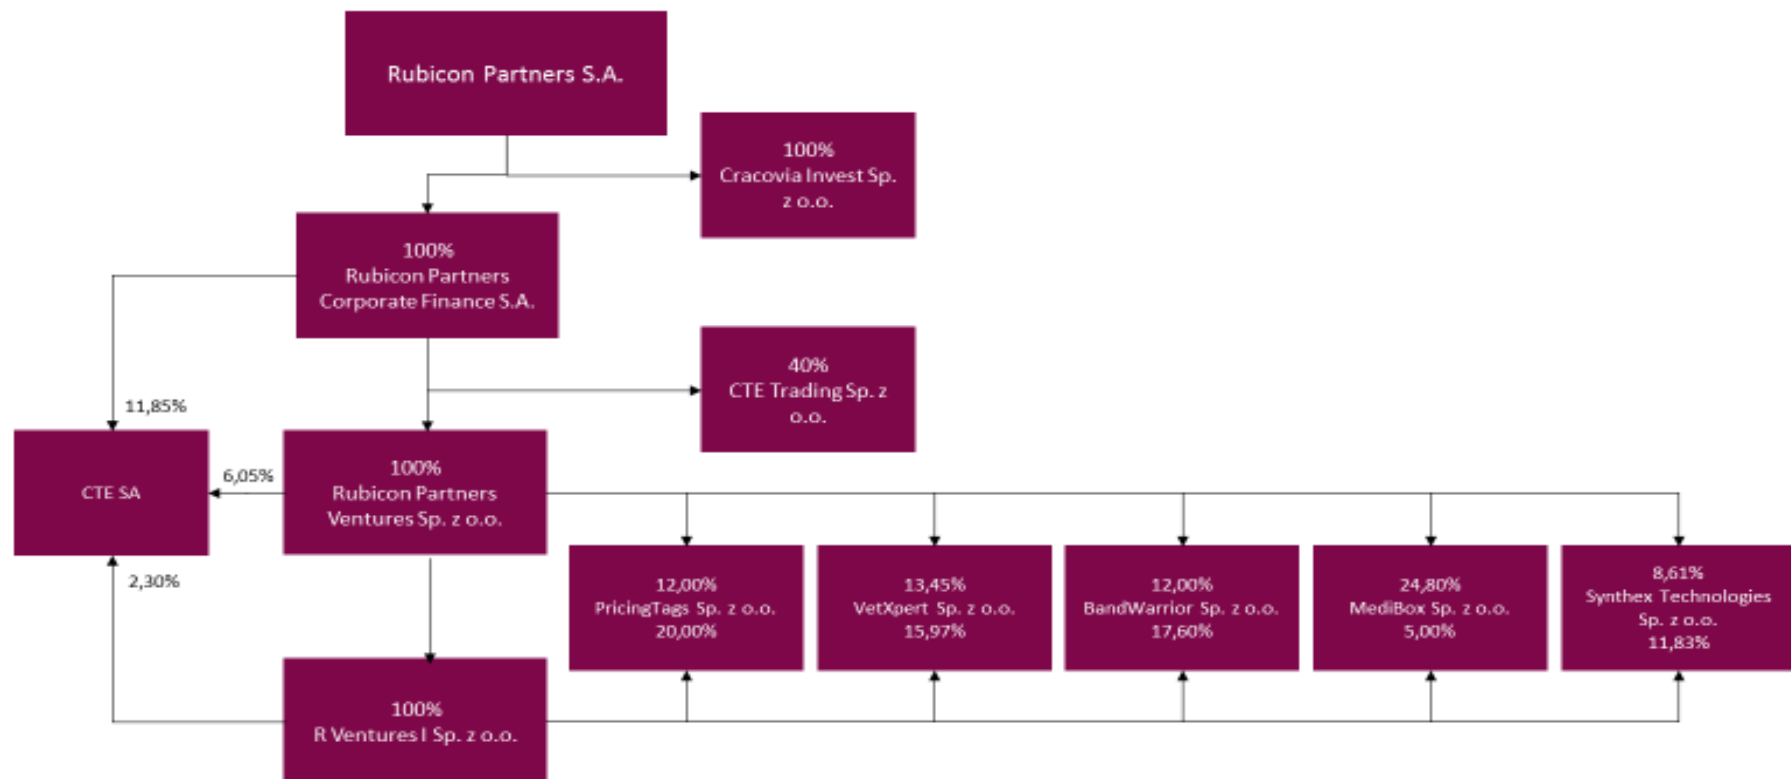 Rubicon Partners S.A.
100%
Cracovia Invest Sp.
z o.o.
100%
Rubicon Partners
Corporate Finance S.A.
40%
CTE Trading Sp. z
o.o.
11,85%
CTE SA
6,05%
100%
Rubicon Partners
Ventures Sp. z o.o.
2,30%
12,00%
PricingTags Sp. z o.o.
20,00%
13,45%
VetXpert Sp. z o.o.
15,97%
12,00%
BandWarrior Sp. z o.o.
17,60%
24,80%
MediBox Sp. z o.o.
5,00%
8,61%
Synthex Technologies
Sp. z o.o.
11,83%
100%
R Ventures I Sp. z o.o.